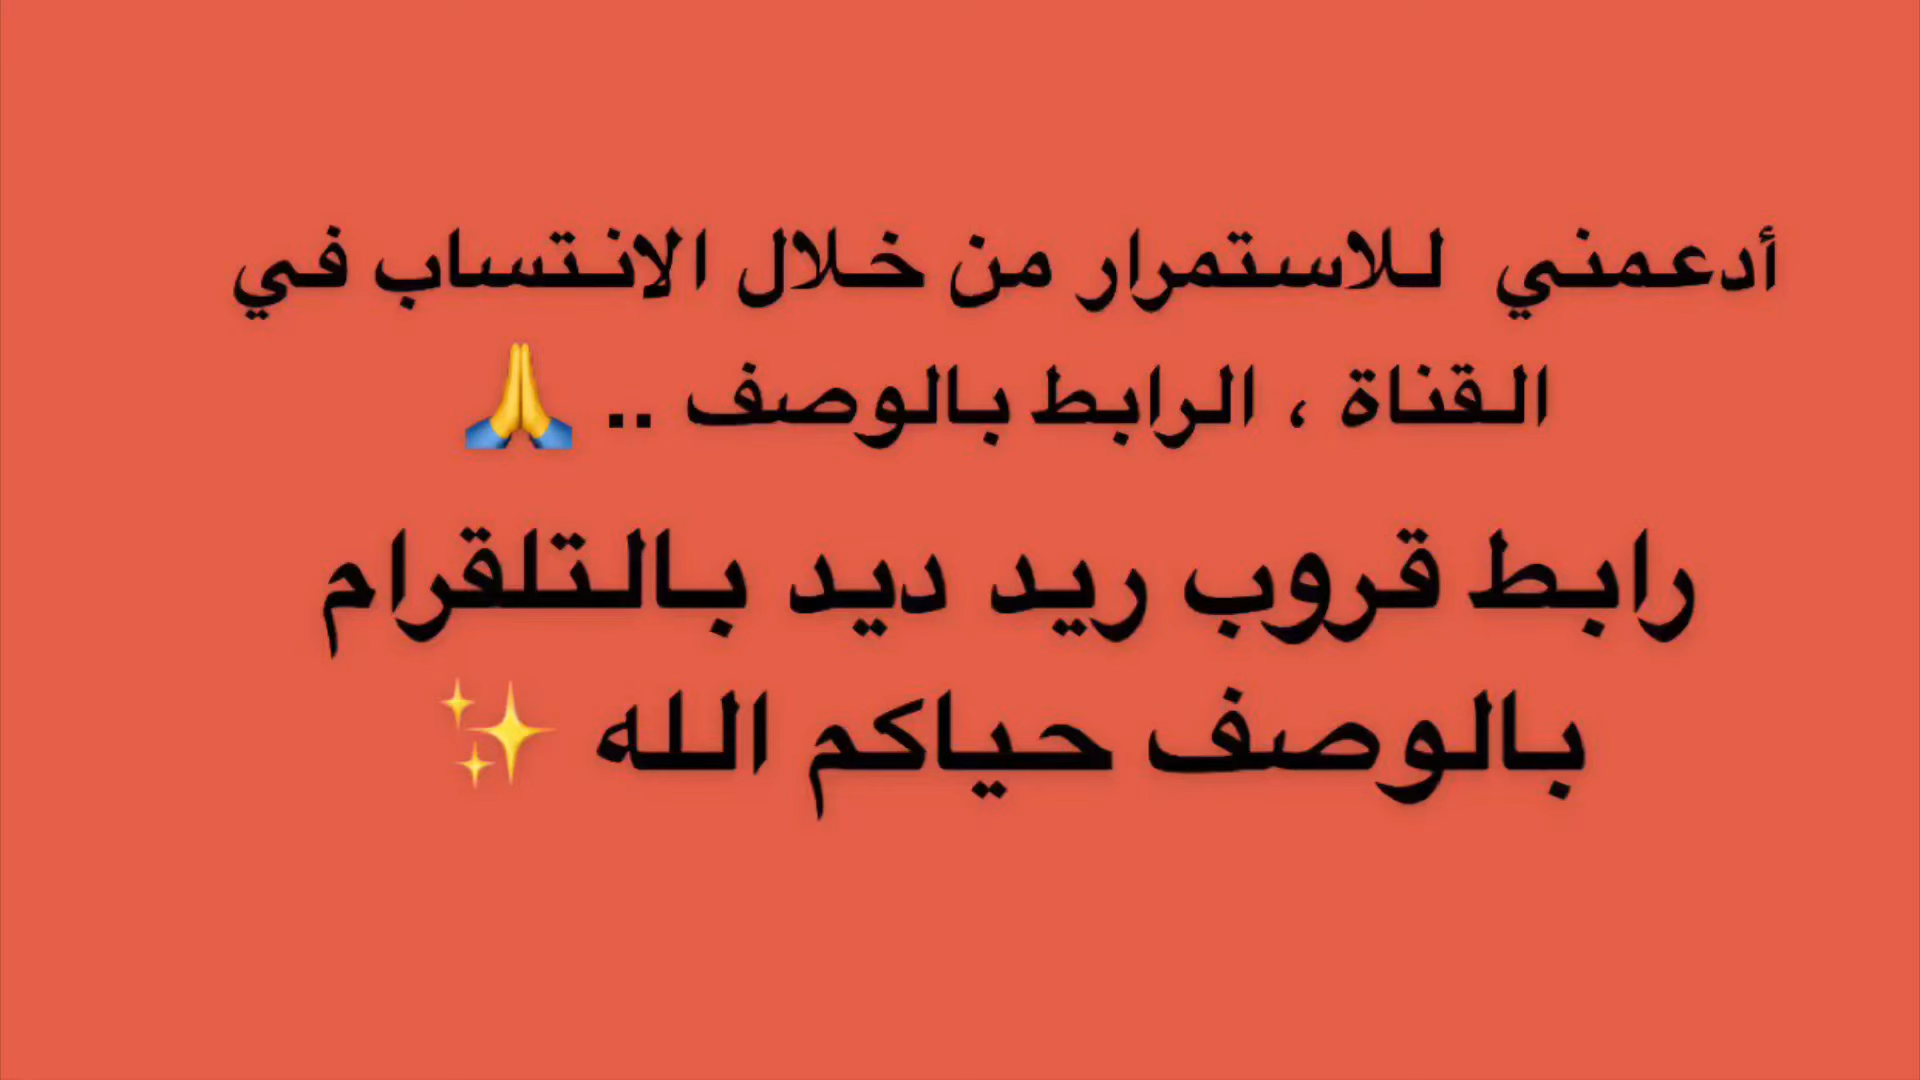 أدعمني للاستمرار من خلال الانتساب في
القناة ، الرابط بالوصف .. 🙏
رابط قروب ريد ديد بالتلقرام
بالوصف حياكم الله ✨